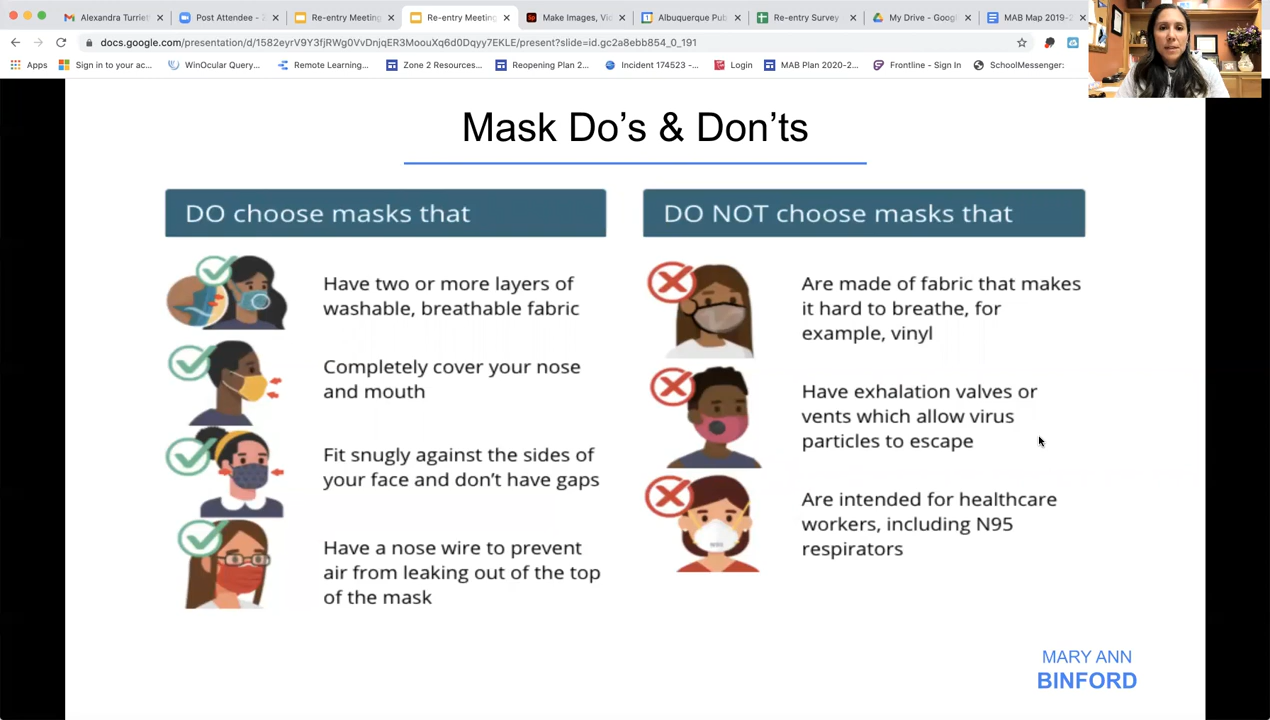 Alexandra Turriet
Post Attendee - Z
Re-entry Meeting
Re-entry Meeting
Make Images, Vid
Albuquerque Pub
Re-entry Survey
My Drive - Googl
MAB Map 2019-2
docs.google.com/presentation/d/1582eyrV9Y3fjRWg0VvDnjqER3MoouXq6d0Dqyy7EKLE/present?slide=id.gc2a8ebb854_0_191
Apps
Sign in to your ac...
WinOcular Query...
Remote Learning...
Zone 2 Resources...
Reopening Plan 2...
Incident 174523 -...
Login
MAB Plan 2020-2...
Frontline - Sign In
SchoolMessenger:
Mask Do's & Don'ts
DO choose masks that
Have two or more layers of
washable, breathable fabric
Completely cover your nose
and mouth
Fit snugly against the sides of
your face and don't have gaps
Have a nose wire to prevent
air from leaking out of the top
of the mask
DO NOT choose masks that
Are made of fabric that makes
it hard to breathe, for
example, vinyl
Have exhalation valves or
vents which allow virus
particles to escape
Are intended for healthcare
workers, including N95
respirators
N95
MARY ANN
BINFORD